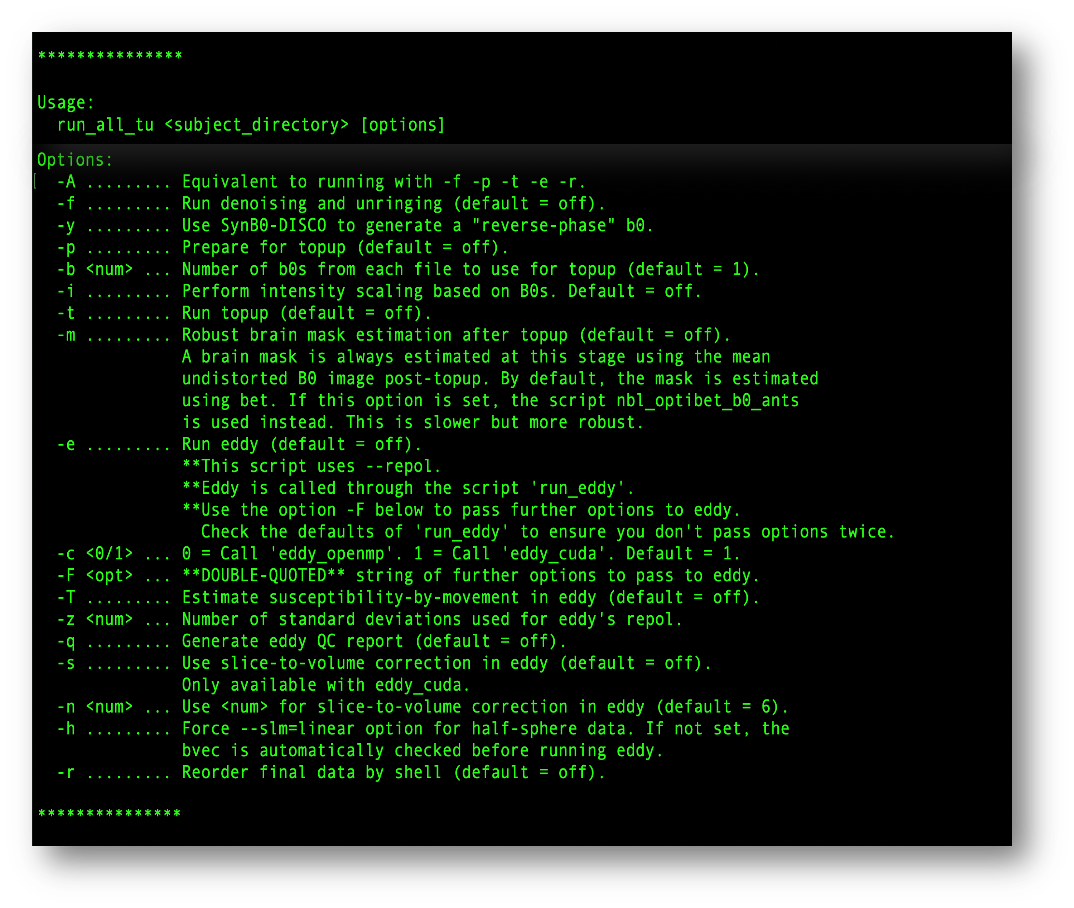 ***************
Usage:
run_all_tu <subject_directory> [options]
Options:
-A ......... Equivalent to running with -f -p -t -e -r.
-f ......... Run denoising and unringing (default = off).
-y ......... Use SynB0-DISCO to generate a "reverse-phase" b0.
-p ......... Prepare for topup (default = off).
-b <num> ... Number of b0s from each file to use for topup (default = 1).
-i ......... Perform intensity scaling based on B0s. Default = off.
-t ......... Run topup (default = off).
-m ......... Robust brain mask estimation after topup (default = off).
A brain mask is always estimated at this stage using the mean
undistorted B0 image post-topup. By default, the mask is estimated
using bet. If this option is set, the script nbl_optibet_b0_ants
is used instead. This is slower but more robust.
-e ......... Run eddy (default = off).
**This script uses --repol.
**Eddy is called through the script 'run_eddy'.
**Use the option -F below to pass further options to eddy.
Check the defaults of 'run_eddy' to ensure you don't pass options twice.
-c <0/1> ... 0 = Call 'eddy_openmp'. 1 = Call 'eddy_cuda'. Default = 1.
-F <opt> ... **DOUBLE-QUOTED** string of further options to pass to eddy.
-T ......... Estimate susceptibility-by-movement in eddy (default = off).
-z <num> ... Number of standard deviations used for eddy's repol.
-q ......... Generate eddy QC report (default = off).
-s ......... Use slice-to-volume correction in eddy (default = off).
Only available with eddy_cuda.
-n <num> ... Use <num> for slice-to-volume correction in eddy (default = 6).
-h ......... Force --slm=linear option for half-sphere data. If not set, the
bvec is automatically checked before running eddy.
-r ......... Reorder final data by shell (default = off).
***************